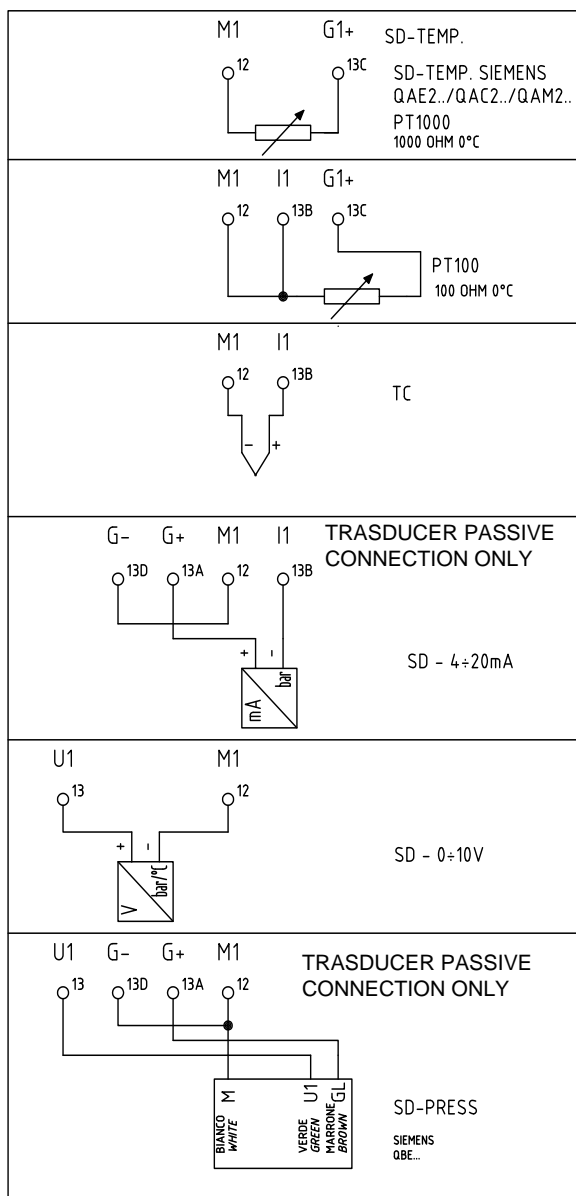 M1 G1+ SD-TEMP.
12 13C SD-TEMP. SIEMENS
QAE2../QAC2../QAM2..
PT1000
1000 OHM 0°C
M1 I1 G1+
12 13B 13C
PT100
100 OHM 0°C
M1 I1
12 13B
TC
- +
G- G+ M1 I1 TRASDUCER PASSIVE
CONNECTION ONLY
13D 13A 12 13B
+ -
SD - 4÷20mA
mA bar
U1 M1
13 12
+ -
SD - 0÷10V
V bar/°C
U1 G- G+ M1 TRASDUCER PASSIVE
CONNECTION ONLY
13 13D 13A 12
M U1 GL
BIANCO VERDE MARRONE
WHITE GREEN BROWN
SD-PRESS
SIEMENS
QBE...